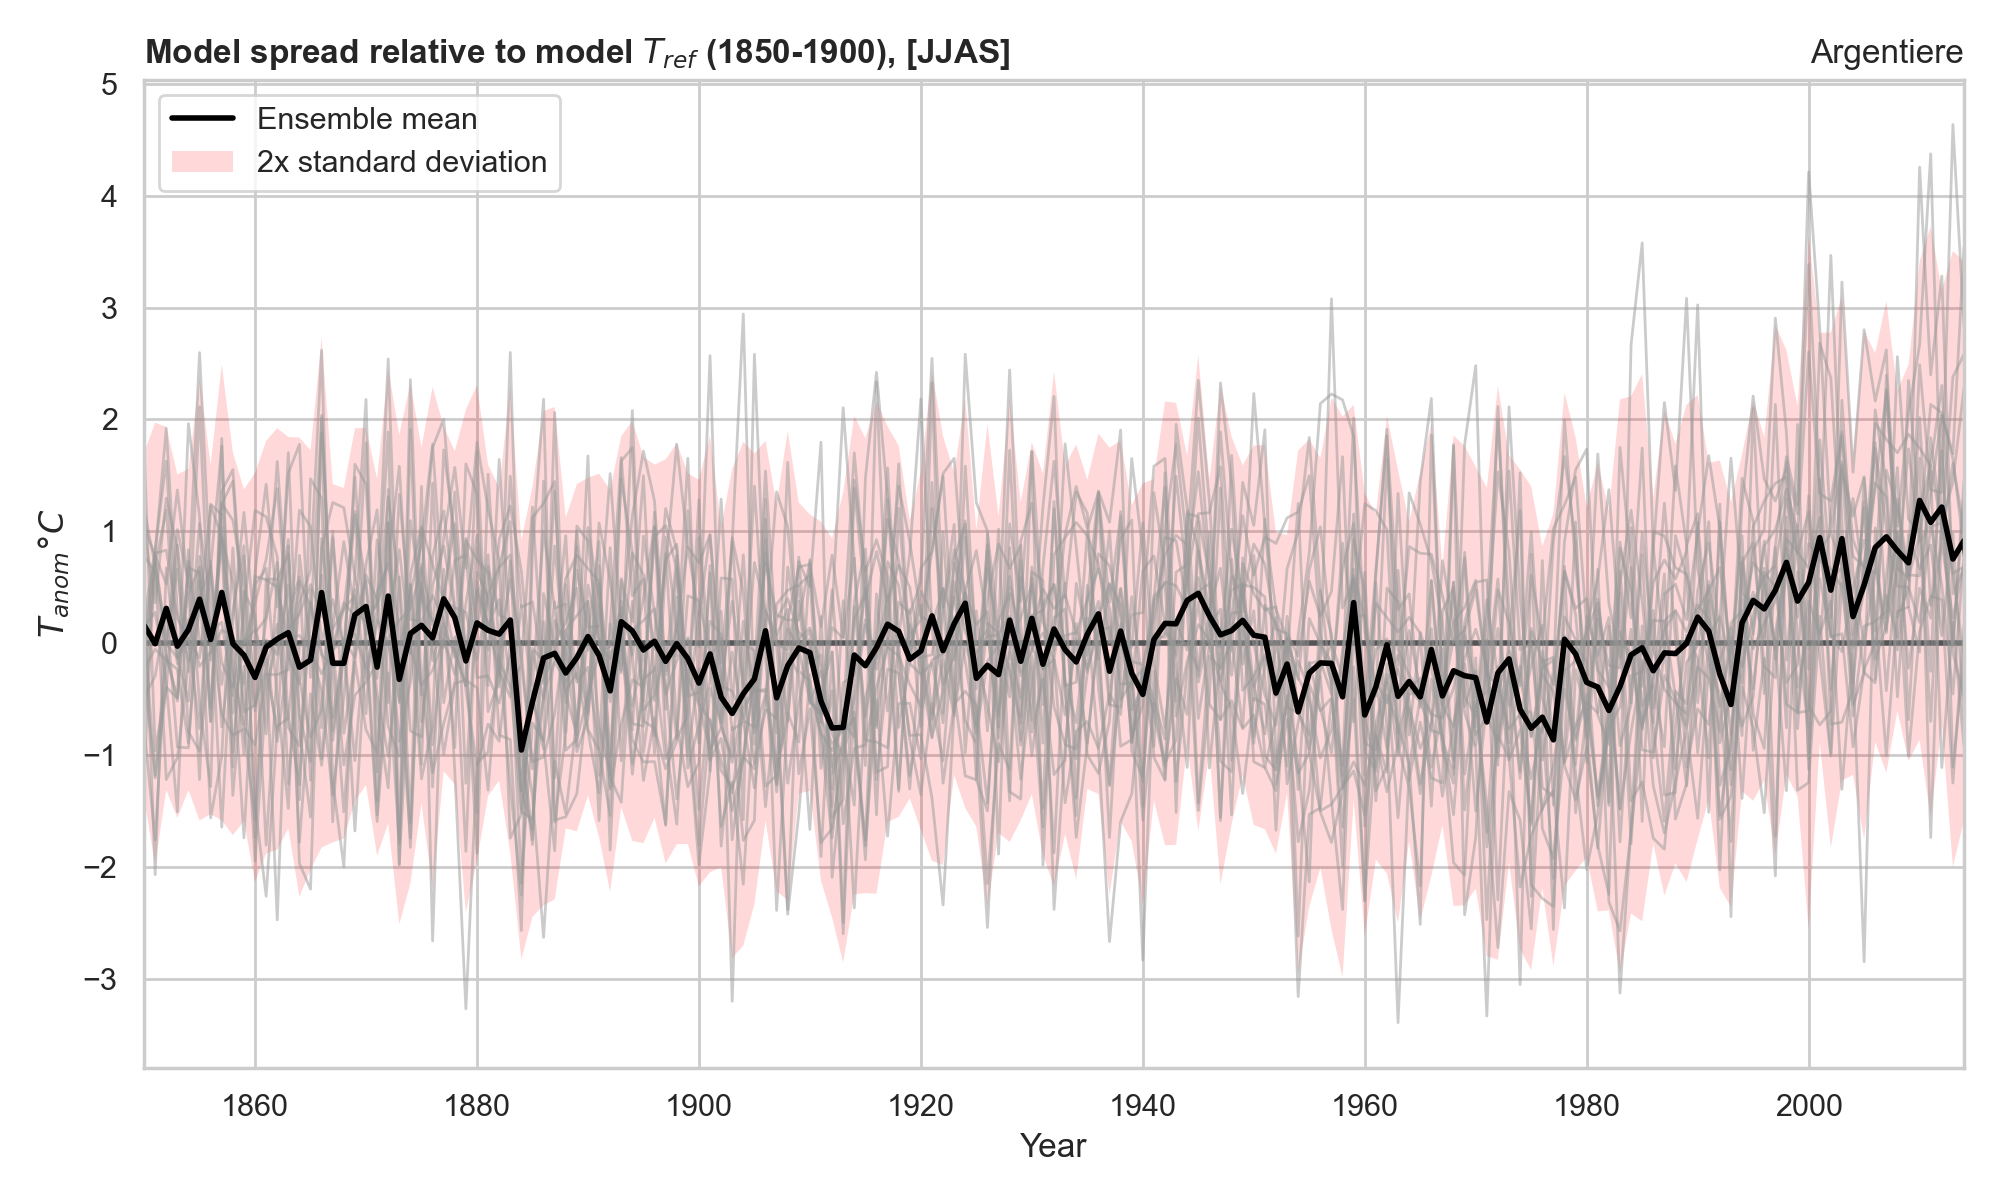 Model spread relative to model T_ref (1850-1900), [JJAS]
Argentiere
Ensemble mean
2x standard deviation
5
4
3
2
1
0
−1
−2
−3
T_anom °C
1860 1880 1900 1920 1940 1960 1980 2000
Year